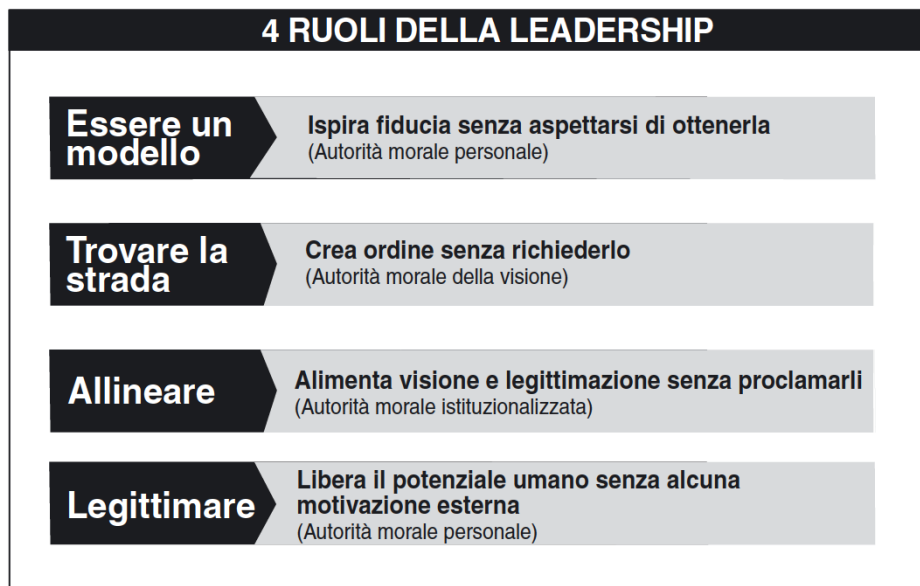 4 RUOLI DELLA LEADERSHIP
Essere un
modello
Ispira fiducia senza aspettarsi di ottenerla
(Autorità morale personale)
Trovare la
strada
Crea ordine senza richiederlo
(Autorità morale della visione)
Allineare
Alimenta visione e legittimazione senza proclamarli
(Autorità morale istituzionalizzata)
Legittimare
Libera il potenziale umano senza alcuna
motivazione esterna
(Autorità morale personale)